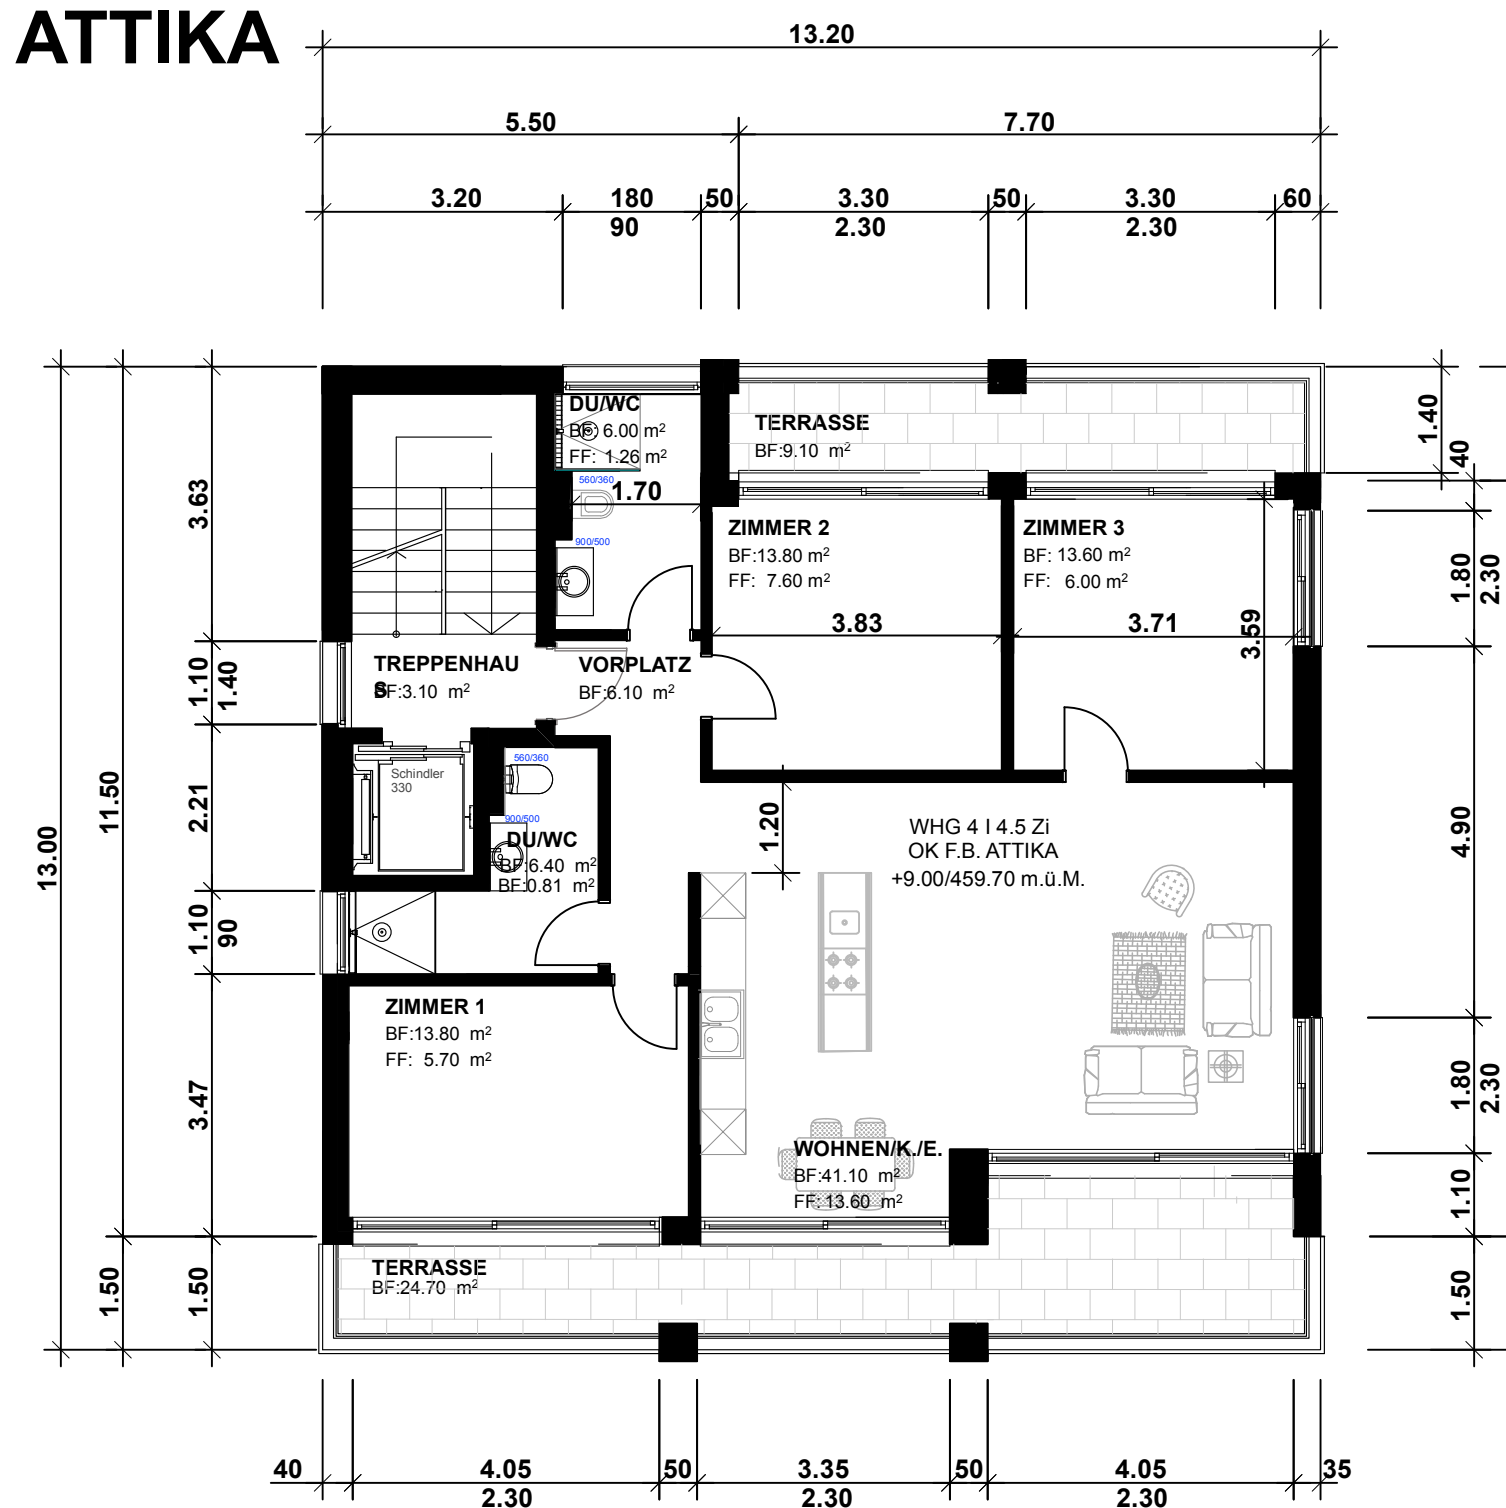 ATTIKA
13.20
5.50 7.70
3.20 180 50 3.30 50 3.30 60
90 2.30 2.30
DU/WC
BF: 6.00 m²
FF: 1.26 m²
560/360
1.70
900/500
TERRASSE
BF:9.10 m²
ZIMMER 2
BF:13.80 m²
FF: 7.60 m²
3.83
ZIMMER 3
BF: 13.60 m²
FF: 6.00 m²
3.71
3.59
TREPPENHAU
S
BF:3.10 m²
VORPLATZ
BF:6.10 m²
Schindler
330
560/360
900/500
DU/WC
BF:6.40 m²
BF:0.81 m²
1.20
WHG 4 I 4.5 Zi
OK F.B. ATTIKA
+9.00/459.70 m.ü.M.
ZIMMER 1
BF:13.80 m²
FF: 5.70 m²
WOHNEN/K./E.
BF:41.10 m²
FF: 13.60 m²
TERRASSE
BF:24.70 m²
13.00
11.50
1.50
3.63
1.10
1.40
2.21
1.10
90
3.47
1.50
1.40
40
1.80
2.30
4.90
1.80
2.30
1.10
1.50
40 4.05 50 3.35 50 4.05 35
2.30 2.30 2.30